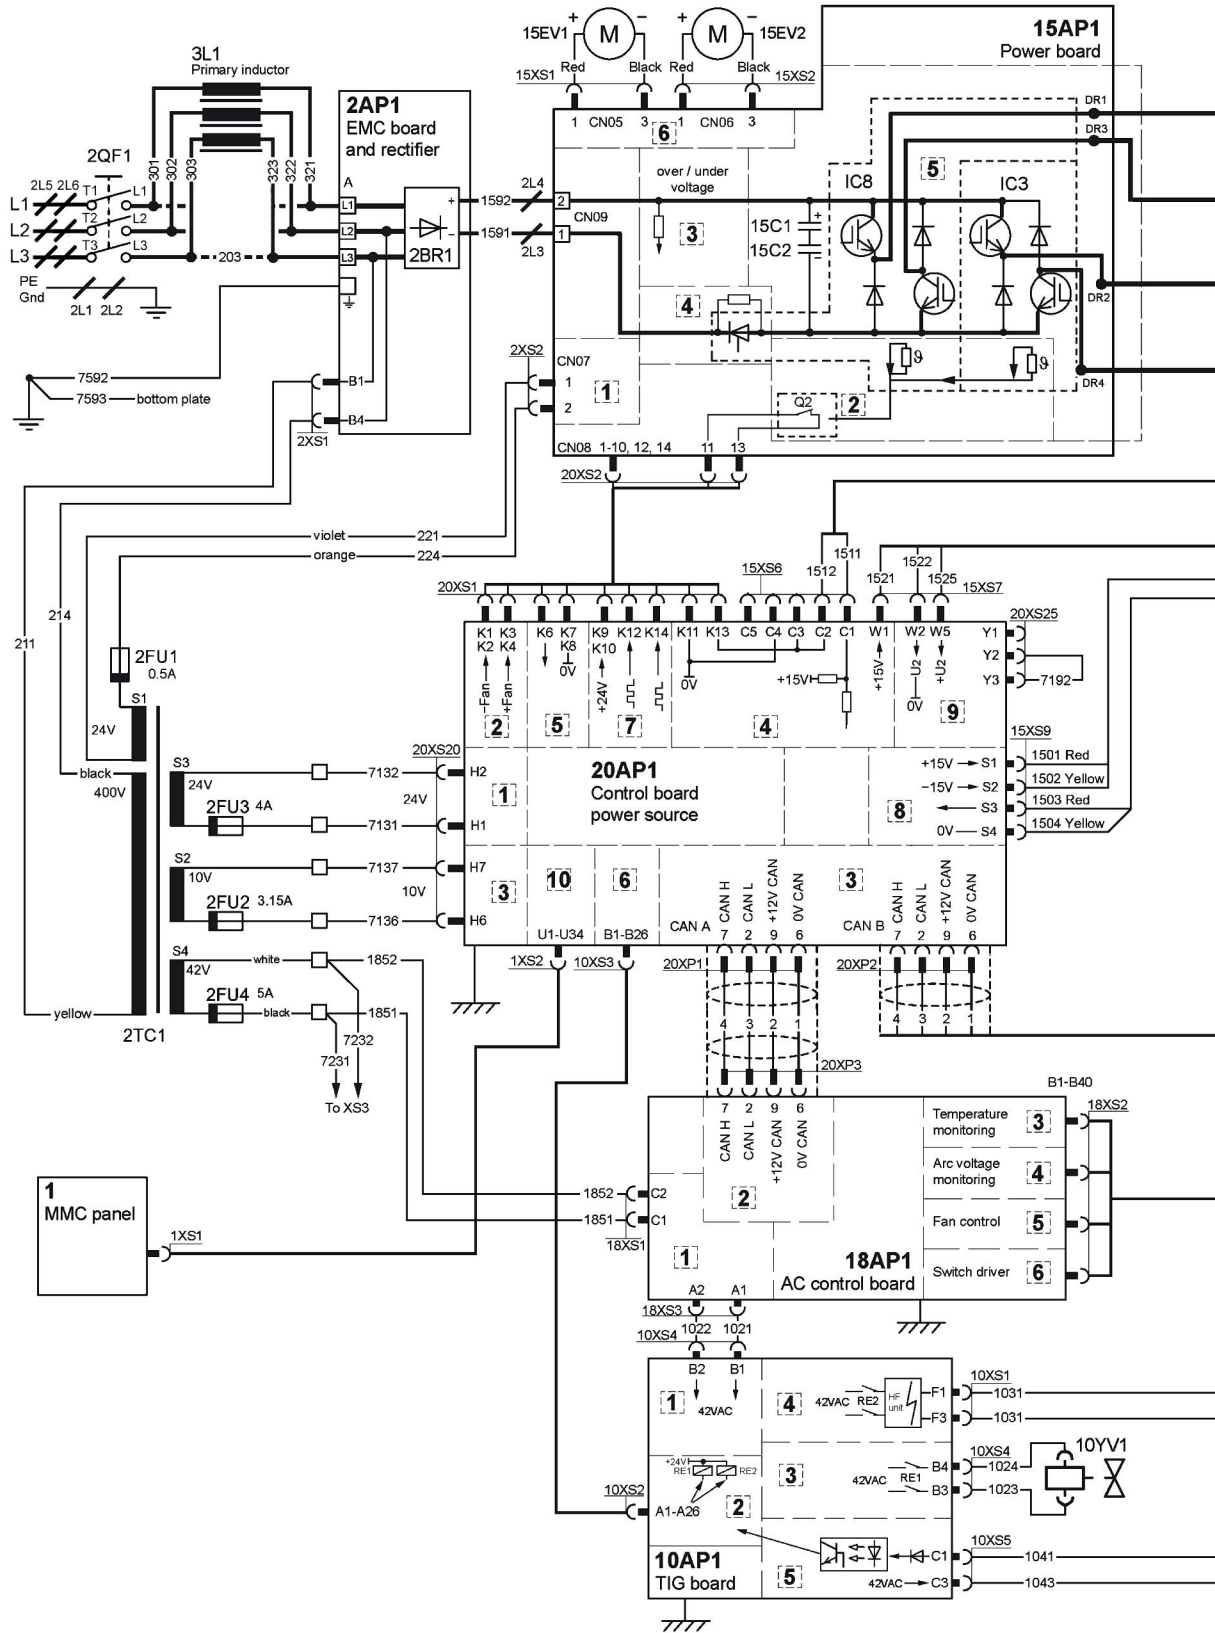 15EV1
+
M
−
+
M
−
15EV2
Red
Black
Red
Black
15XS1
15XS2
15AP1
Power board
1
CN05
3
6
1
CN06
3
DR1
DR3
3L1
Primary inductor
2AP1
EMC board
and rectifier
301
302
303
323
322
321
2QF1
2L5
2L6
T1
L1
T2
L2
T3
L3
L1
L2
L3
203
PE
Gnd
2L1
2L2
A
L1
L2
L3
2BR1
+
−
1592
2L4
1591
2L3
2
CN09
1
over / under
voltage
3
15C1
+
15C2
−
IC8
5
IC3
DR2
DR4
4
7592
7593
bottom plate
B1
B4
2XS1
2XS2
CN07
1
2
1
ϑ
ϑ
Q2
2
CN08
1-10, 12, 14
11
13
20XS2
violet
221
orange
224
214
211
2FU1
0.5A
S1
24V
black
400V
yellow
2TC1
S3
24V
2FU3
4A
S2
10V
2FU2
3.15A
S4
42V
2FU4
5A
white
black
7132
7131
7137
7136
1852
1851
7231
7232
To XS3
20XS20
24V
10V
20XS1
15XS6
1512
1511
1521
1522
1525
15XS7
K1
K2
K3
K4
K6
K7
K8
K9
K10
K12
K14
K11
K13
C5
C4
C3
C2
C1
W1
W2
W5
-Fan
+Fan
0V
+24V
0V
+15V
+15V
-U2
0V
+U2
2
5
7
4
9
20XS25
Y1
Y2
Y3
7192
15XS9
H2
H1
H7
H6
1
3
20AP1
Control board
power source
+15V
S1
1501 Red
−15V
S2
1502 Yellow
S3
1503 Red
0V
S4
1504 Yellow
8
10
6
3
U1-U34
B1-B26
CAN A
CAN H
CAN L
+12V CAN
0V CAN
7
2
9
6
CAN B
CAN H
CAN L
+12V CAN
0V CAN
7
2
9
6
1XS2
10XS3
20XP1
20XP2
4
3
2
1
4
3
2
1
20XP3
7
2
9
6
CAN H
CAN L
+12V CAN
0V CAN
2
B1-B40
18XS2
Temperature
monitoring
3
Arc voltage
monitoring
4
Fan control
5
Switch driver
6
1852
C2
1851
C1
18XS1
1
18AP1
AC control board
1
MMC panel
1XS1
A2
A1
18XS3
1022
1021
10XS4
B2
B1
1
42VAC
4
42VAC
RE2
HF
unit
F1
F3
10XS1
1031
1031
+24V
RE1
RE2
10XS2
A1-A26
2
3
42VAC
RE1
B4
B3
10XS4
1024
1023
10YV1
10AP1
TIG board
5
42VAC
C1
C3
10XS5
1041
1043